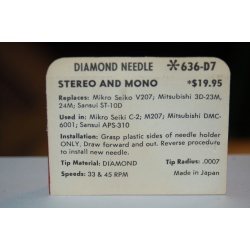 DIAMOND NEEDLE *636-D7
STEREO AND MONO *$19.95
Replaces: Mikro Seiko V207; Mitsubishi 3D-23M,
24M; Sansui ST-10D
Used in: Micro Seiki C-2; M207; Mitsubishi DMC-
6001; Sansui APS-310
Installation: Grasp plastic sides of needle holder
ONLY. Draw forward and out. Reverse procedure
to install new needle.
Tip Material: DIAMOND Tip Radius: .0007
Speeds: 33 & 45 RPM Made in Japan